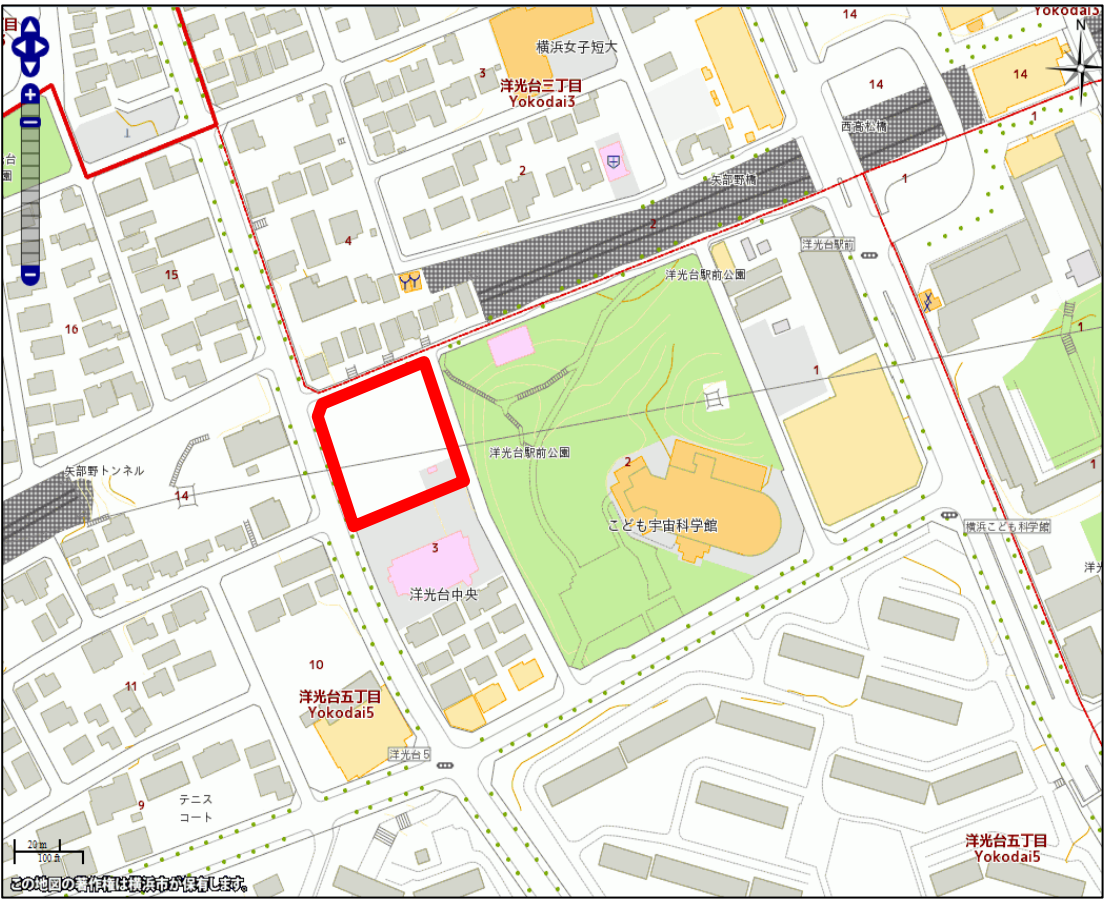 目
14
Yokodai3
N
横浜女子短大
3
洋光台三丁目
Yokodai3
14
14
1
西高松橋
台
園
2
矢部野橋
1
16
4
2
洋光台駅前
15
洋光台駅前公園
1
1
矢部野トンネル
洋光台駅前公園
2
1
14
こども宇宙科学館
横浜こども科学館
3
洋光台中央
洋
10
11
洋光台五丁目
Yokodai5
洋光台5
9
テニス
コート
洋光台五丁目
Yokodai5
20 m
100 ft
この地図の著作権は横浜市が保有します。